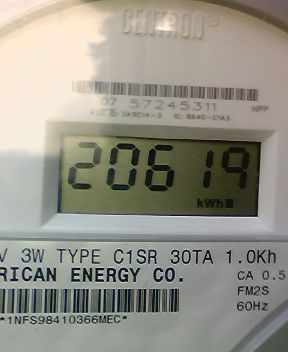 CENTRON®
07 57245311 HPP
20619
kWh
V 3W TYPE C1SR 30TA 1.0Kh
RICAN ENERGY CO. CA 0.5
FM2S
*1NFS98410366MEC* 60Hz